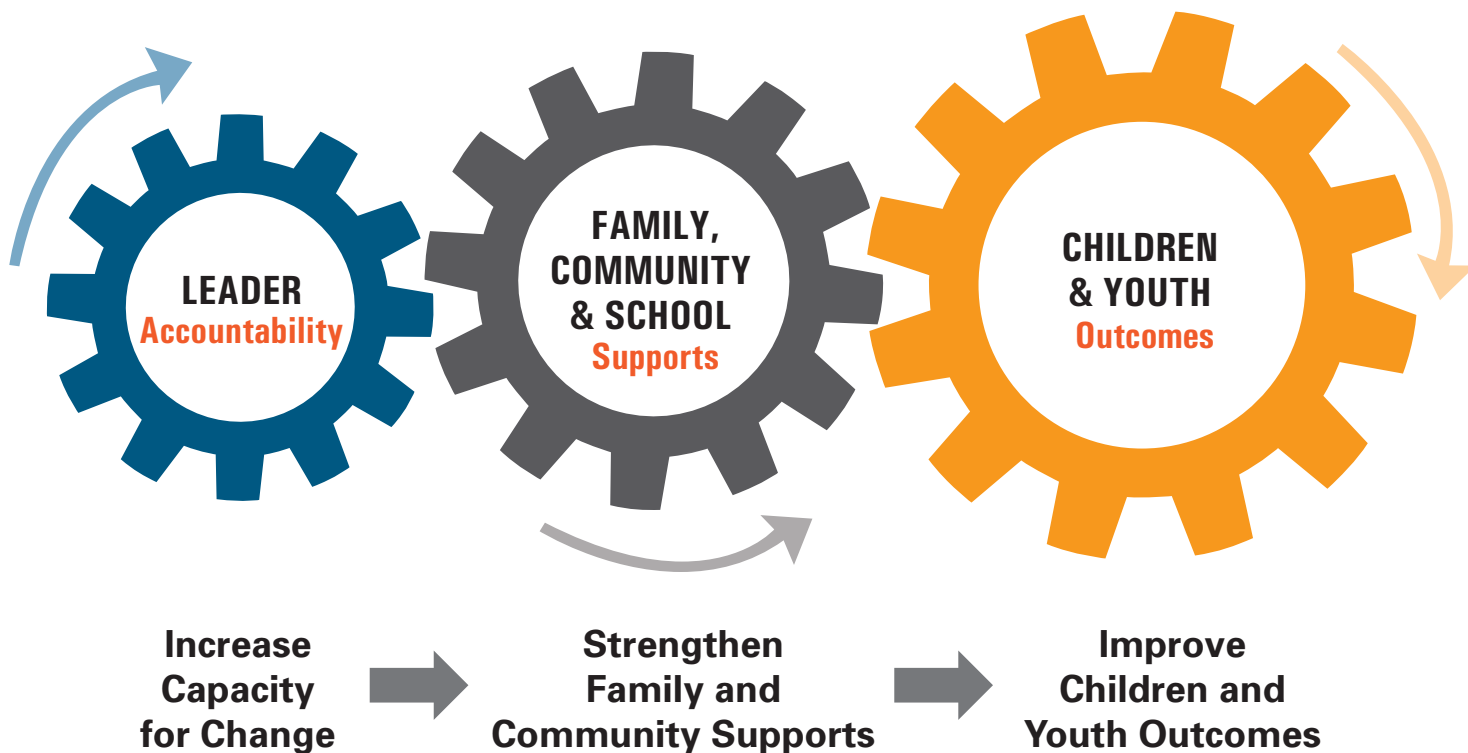 LEADER
Accountability
FAMILY,
COMMUNITY
& SCHOOL
Supports
CHILDREN
& YOUTH
Outcomes
Increase
Capacity
for Change
Strengthen
Family and
Community Supports
Improve
Children and
Youth Outcomes